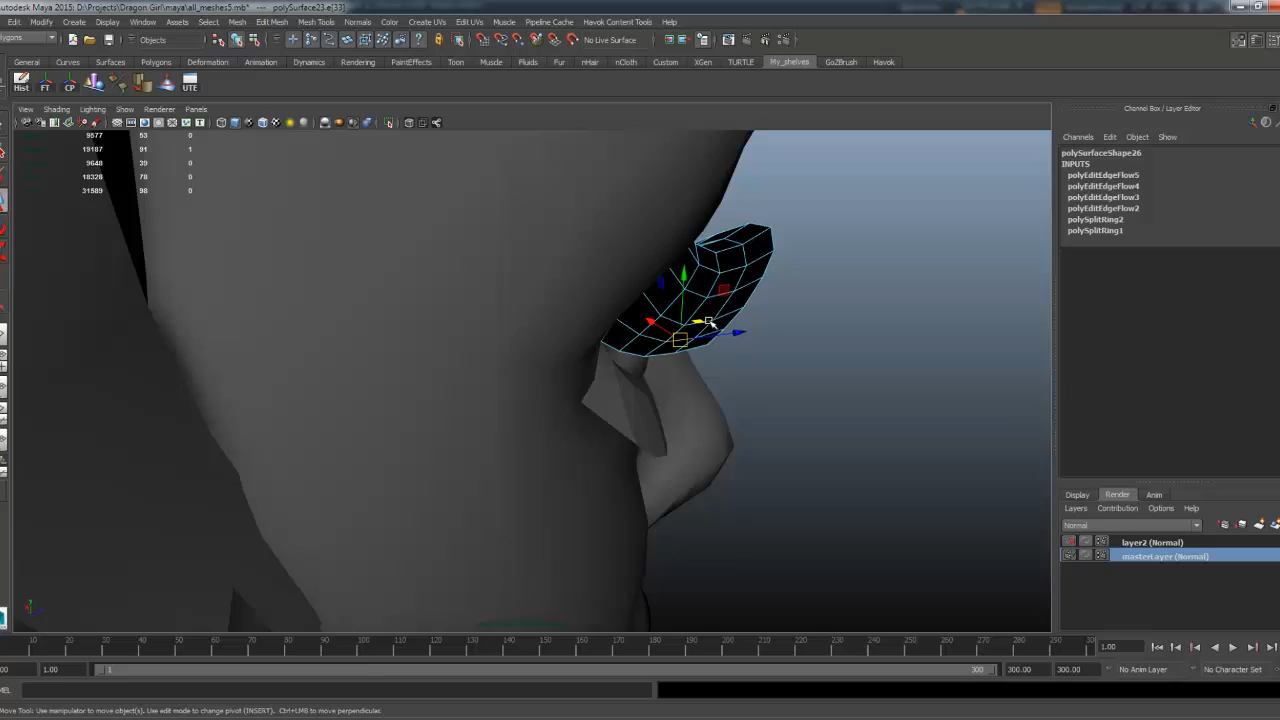 Autodesk Maya 2015: D:\Projects\Dragon Girl\maya\all_meshes5.mb* --- polySurface23.e[33]
Edit Modify Create Display Window Assets Select Mesh Edit Mesh Mesh Tools Normals Color Create UVs Edit UVs Muscle Pipeline Cache Havok Content Tools Help
olygons Objects No Live Surface
General Curves Surfaces Polygons Deformation Animation Dynamics Rendering PaintEffects Toon Muscle Fluids Fur nHair nCloth Custom XGen TURTLE My_shelves GoZBrush Havok
Hist FT CP UTE
View Shading Lighting Show Renderer Panels
Channel Box / Layer Editor
9577 53 0
19187 91 1
9648 39 0
18328 78 0
31589 98 0
Channels Edit Object Show
polySurfaceShape26
INPUTS
polyEditEdgeFlow5
polyEditEdgeFlow4
polyEditEdgeFlow3
polyEditEdgeFlow2
polySplitRing2
polySplitRing1
Display Render Anim
Layers Contribution Options Help
Normal
layer2 (Normal)
masterLayer (Normal)
10 20 30 40 50 60 70 80 90 100 110 120 130 140 150 160 170 180 190 200 210 220 230 240 250 260 270 280 290 30
1.00
00 1.00 1 300 300.00 300.00 No Anim Layer No Character Set
MEL
Move Tool: Use manipulator to move object(s). Use edit mode to change pivot (INSERT). Ctrl+LMB to move perpendicular.